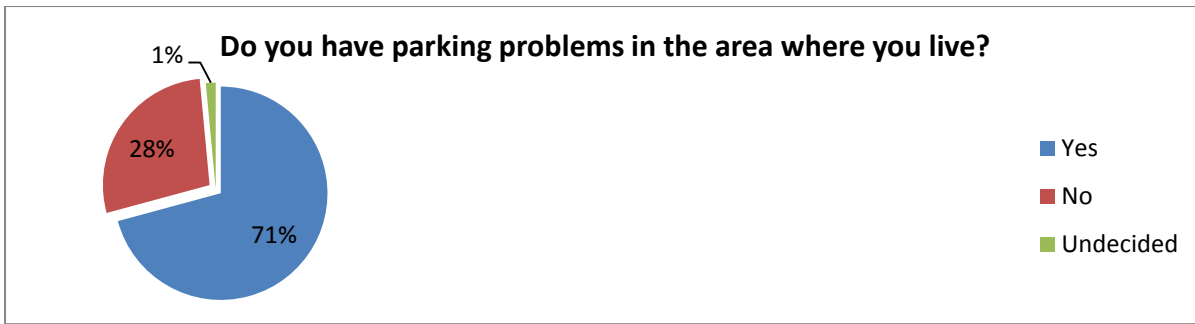 Do you have parking problems in the area where you live?
1%
28%
71%
Yes
No
Undecided